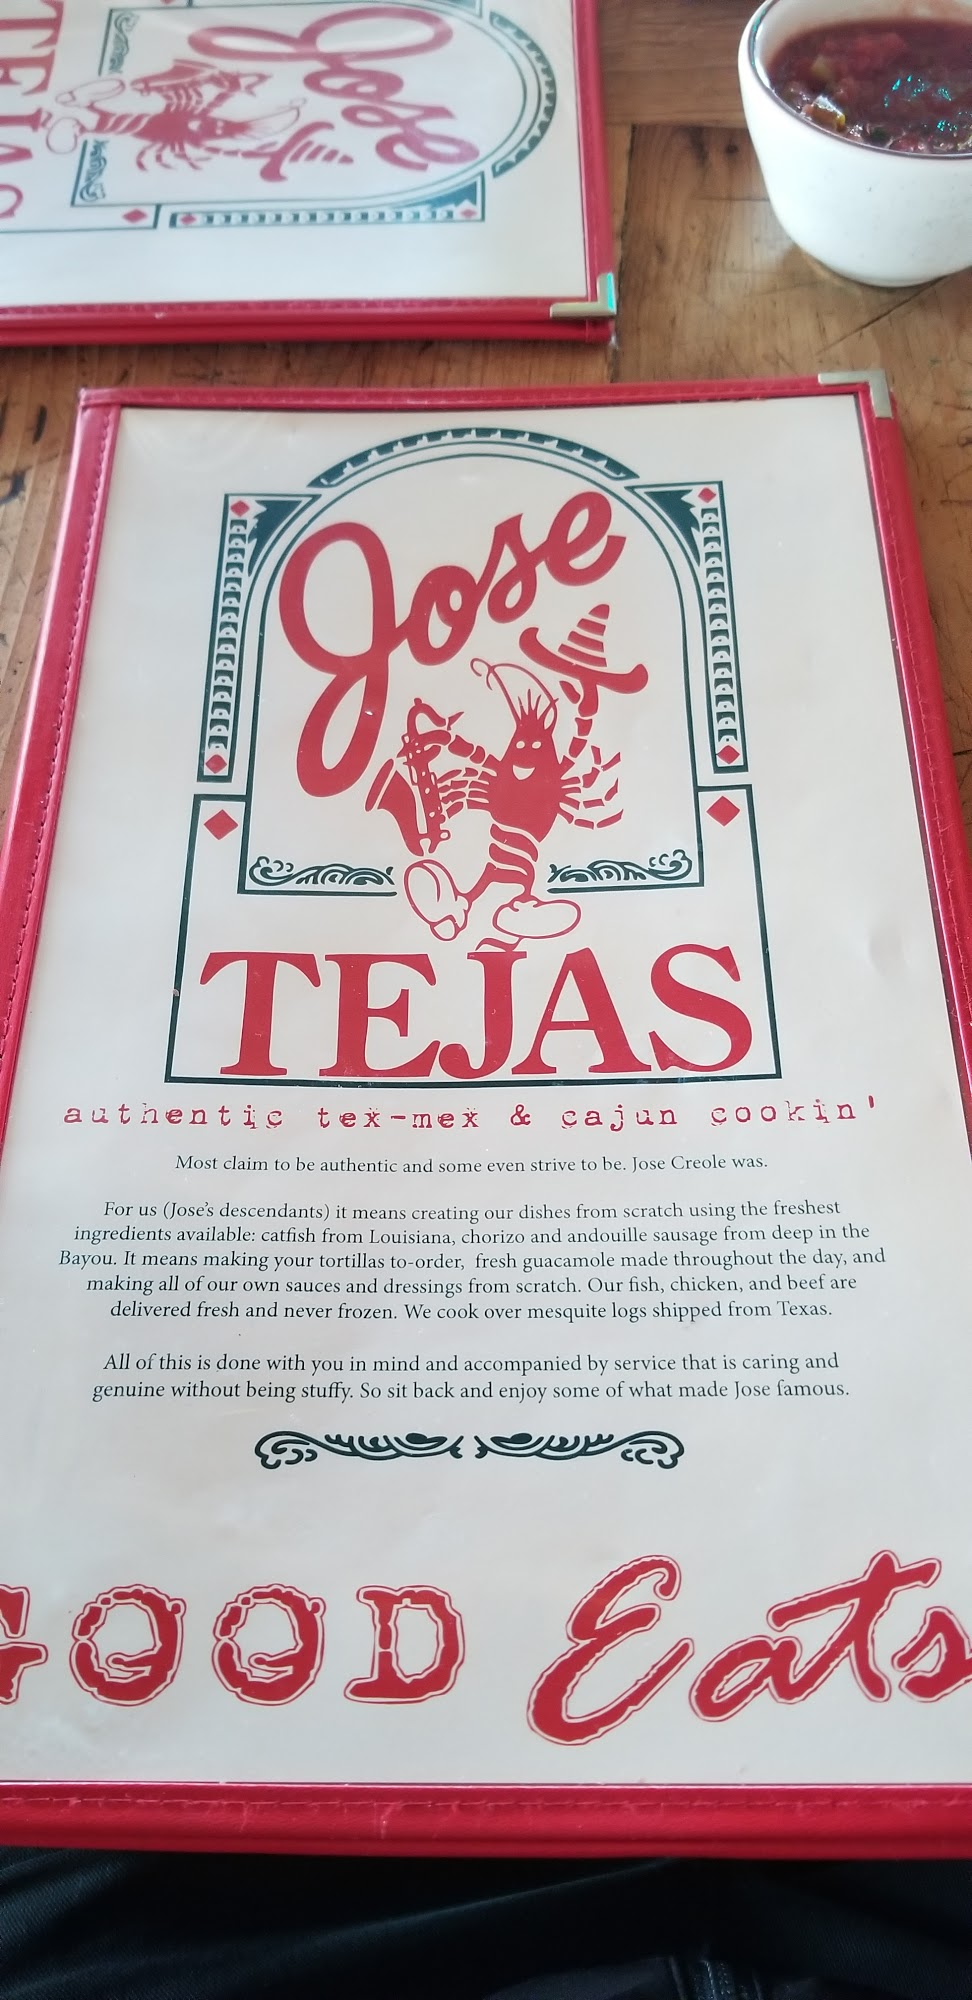 Jose
TEJAS
Jose
TEJAS
authentic tex-mex & cajun cookin'
Most claim to be authentic and some even strive to be. Jose Creole was.
For us (Jose's descendants) it means creating our dishes from scratch using the freshest
ingredients available: catfish from Louisiana, chorizo and andouille sausage from deep in the
Bayou. It means making your tortillas to-order, fresh guacamole made throughout the day, and
making all of our own sauces and dressings from scratch. Our fish, chicken, and beef are
delivered fresh and never frozen. We cook over mesquite logs shipped from Texas.
All of this is done with you in mind and accompanied by service that is caring and
genuine without being stuffy. So sit back and enjoy some of what made Jose famous.
GOOD Eats